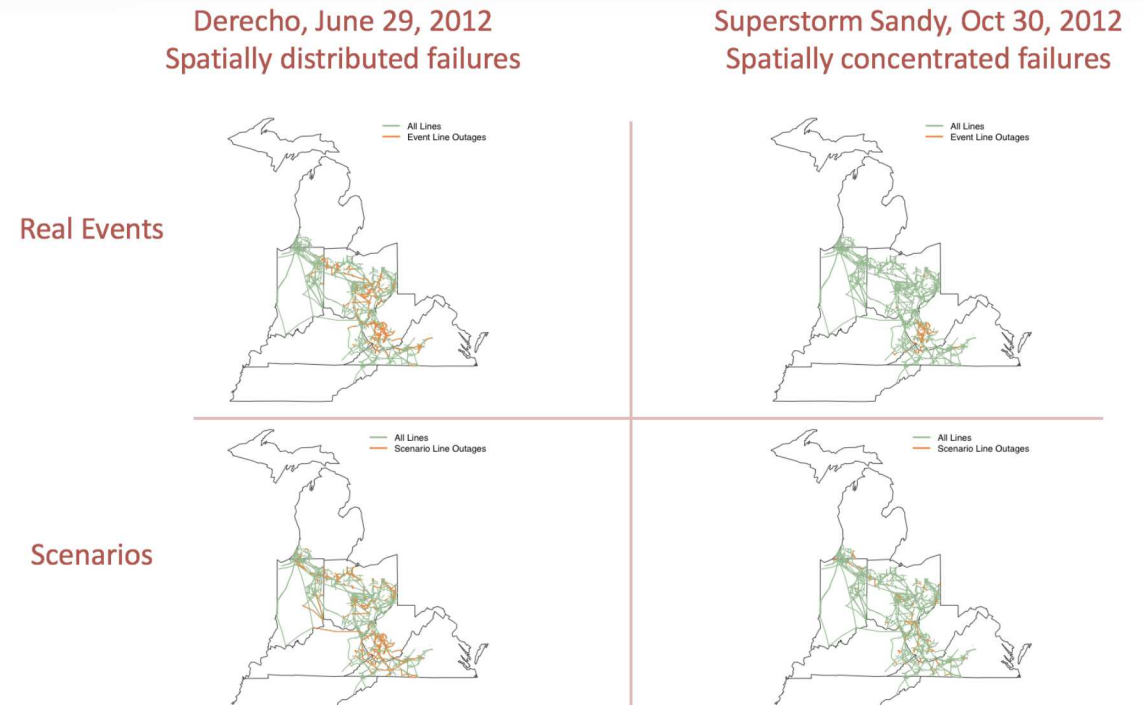 Derecho, June 29, 2012
Spatially distributed failures
Superstorm Sandy, Oct 30, 2012
Spatially concentrated failures
Real Events
All Lines
Event Line Outages
All Lines
Event Line Outages
Scenarios
All Lines
Scenario Line Outages
All Lines
Scenario Line Outages